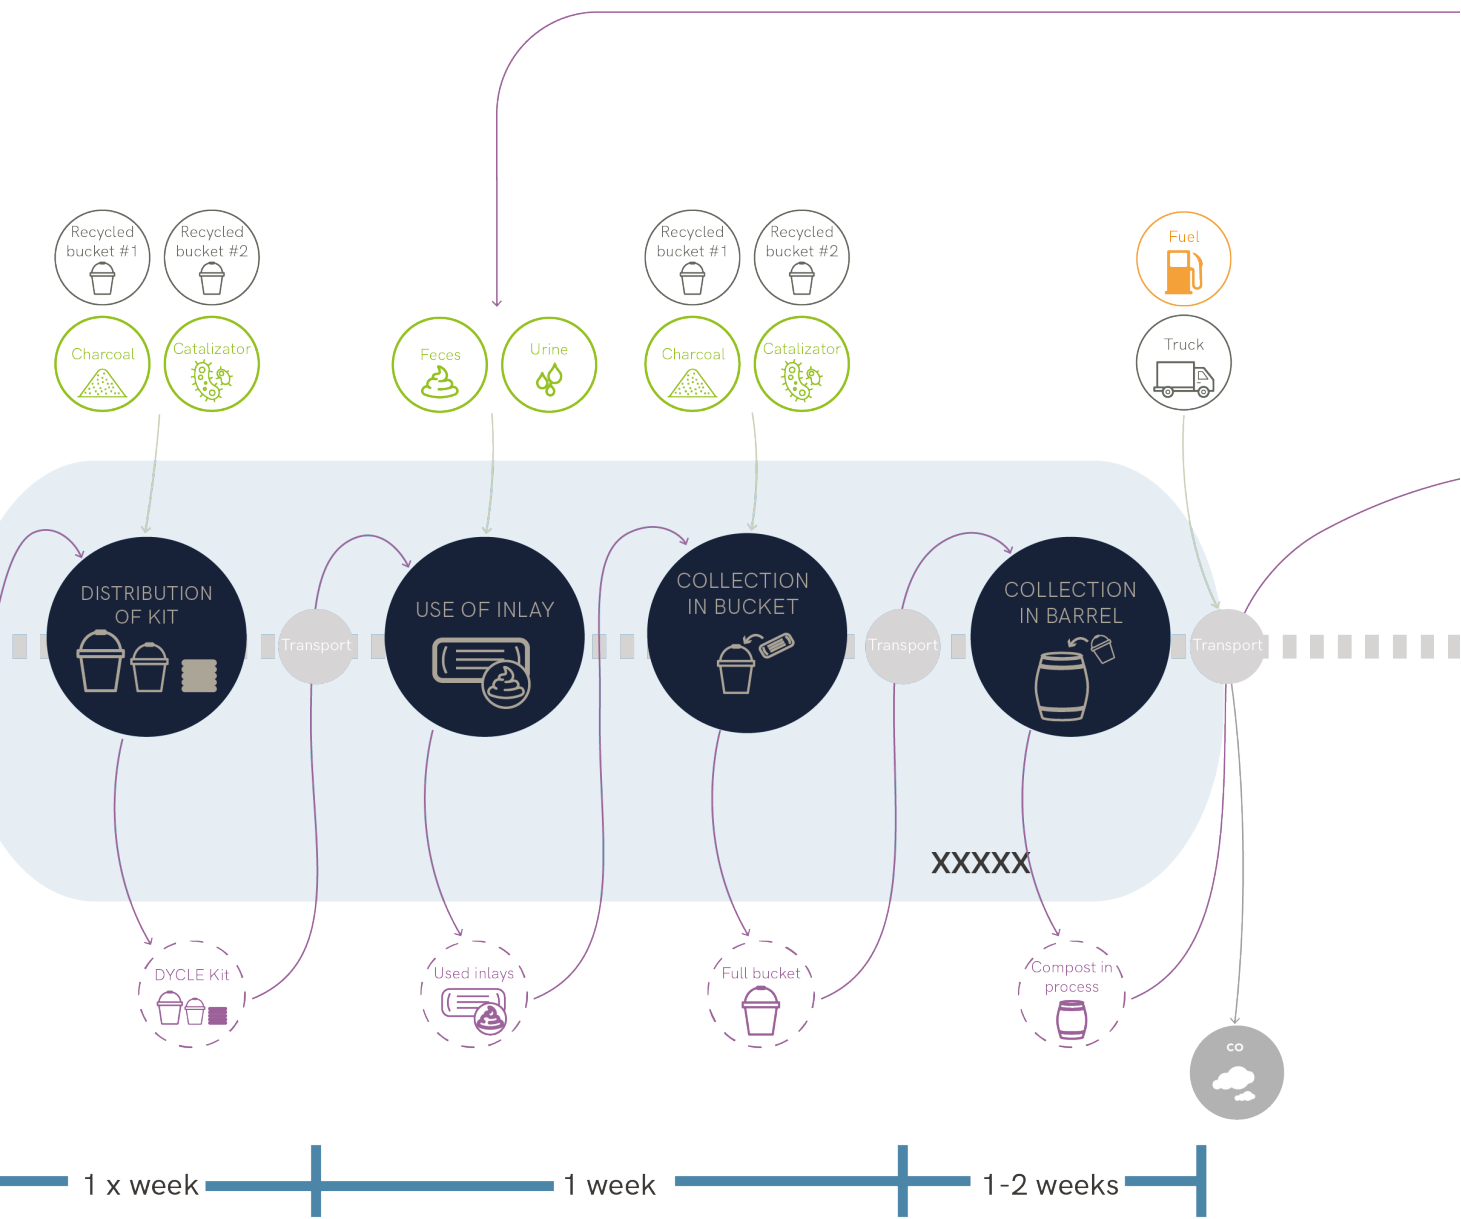 Recycled
bucket #1
Recycled
bucket #2
Recycled
bucket #1
Recycled
bucket #2
Fuel
Charcoal
Catalizator
Feces
Urine
Charcoal
Catalizator
Truck
DISTRIBUTION
OF KIT
Transport
USE OF INLAY
COLLECTION
IN BUCKET
Transport
COLLECTION
IN BARREL
Transport
XXXXX
DYCLE Kit
Used inlays
Full bucket
Compost in
process
CO
1 x week
1 week
1-2 weeks